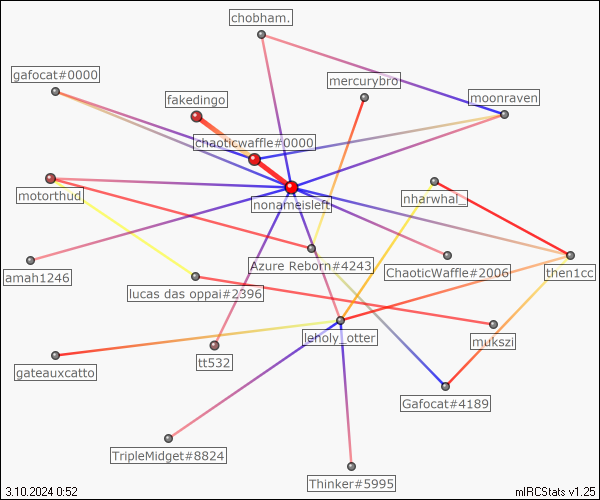 chobham.
gafocat#0000
mercurybro
fakedingo
moonraven
chaoticwaffle#0000
motorthud
nonameisleft
nharwhal_
amah1246
Azure Reborn#4243
ChaoticWaffle#2006
then1cc
lucas das oppai#2396
leholy_otter
mukszi
gateauxcatto
tt532
Gafocat#4189
TripleMidget#8824
Thinker#5995
3.10.2024 0:52
mIRCStats v1.25